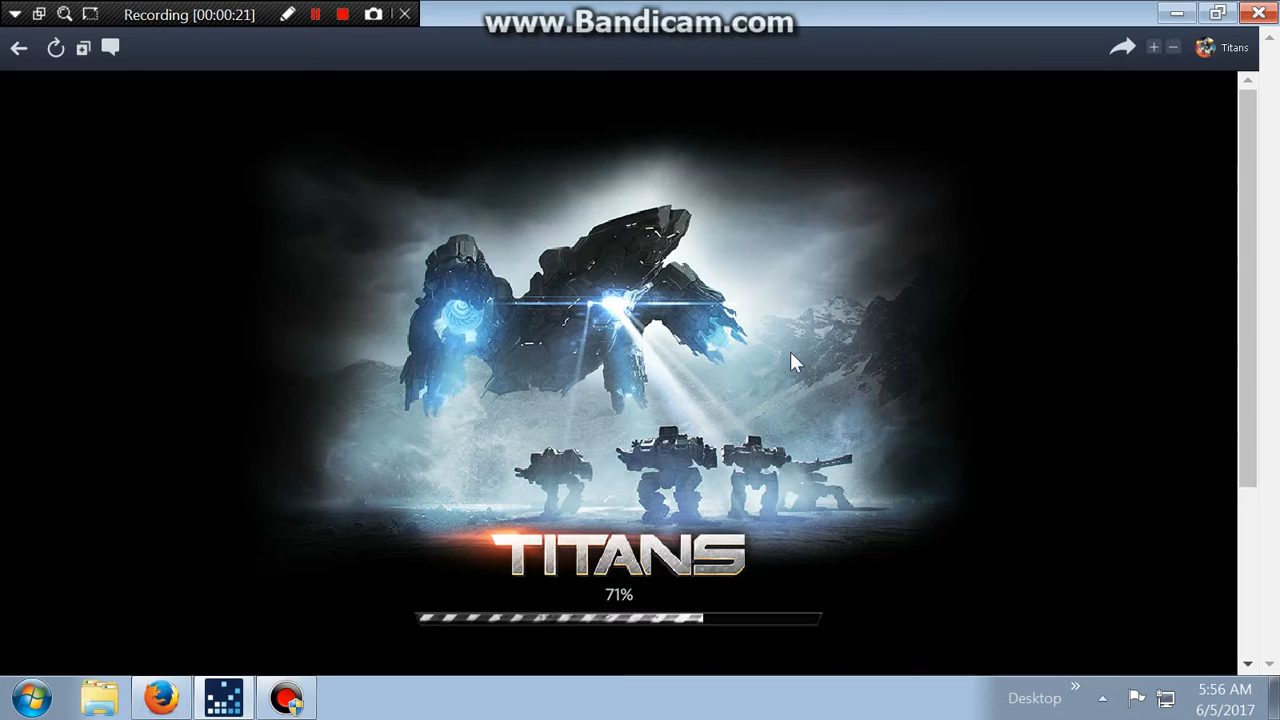 Recording [00:00:21]
www.Bandicam.com
Titans
TITANS
71%
Desktop
»
5:56 AM
6/5/2017